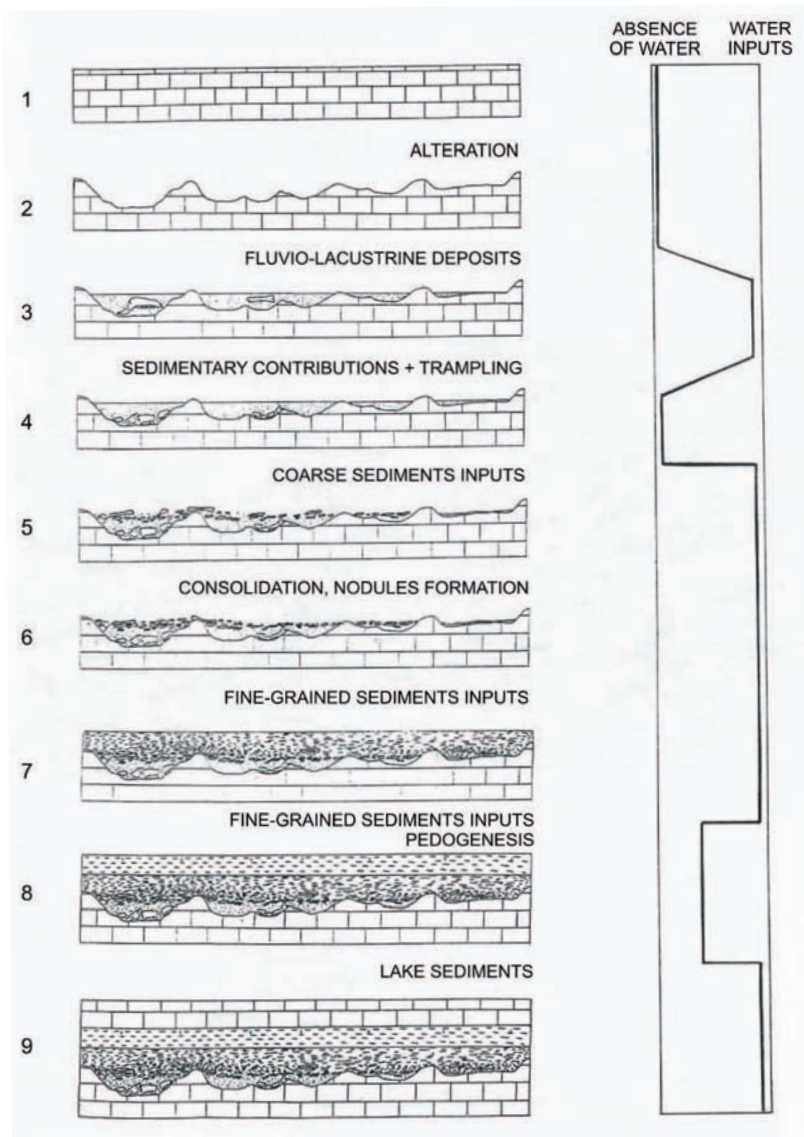 ABSENCE OF WATER
WATER INPUTS
1
ALTERATION
2
FLUVIO-LACUSTRINE DEPOSITS
3
SEDIMENTARY CONTRIBUTIONS + TRAMPLING
4
COARSE SEDIMENTS INPUTS
5
CONSOLIDATION, NODULES FORMATION
6
FINE-GRAINED SEDIMENTS INPUTS
7
FINE-GRAINED SEDIMENTS INPUTS
PEDOGENESIS
8
LAKE SEDIMENTS
9